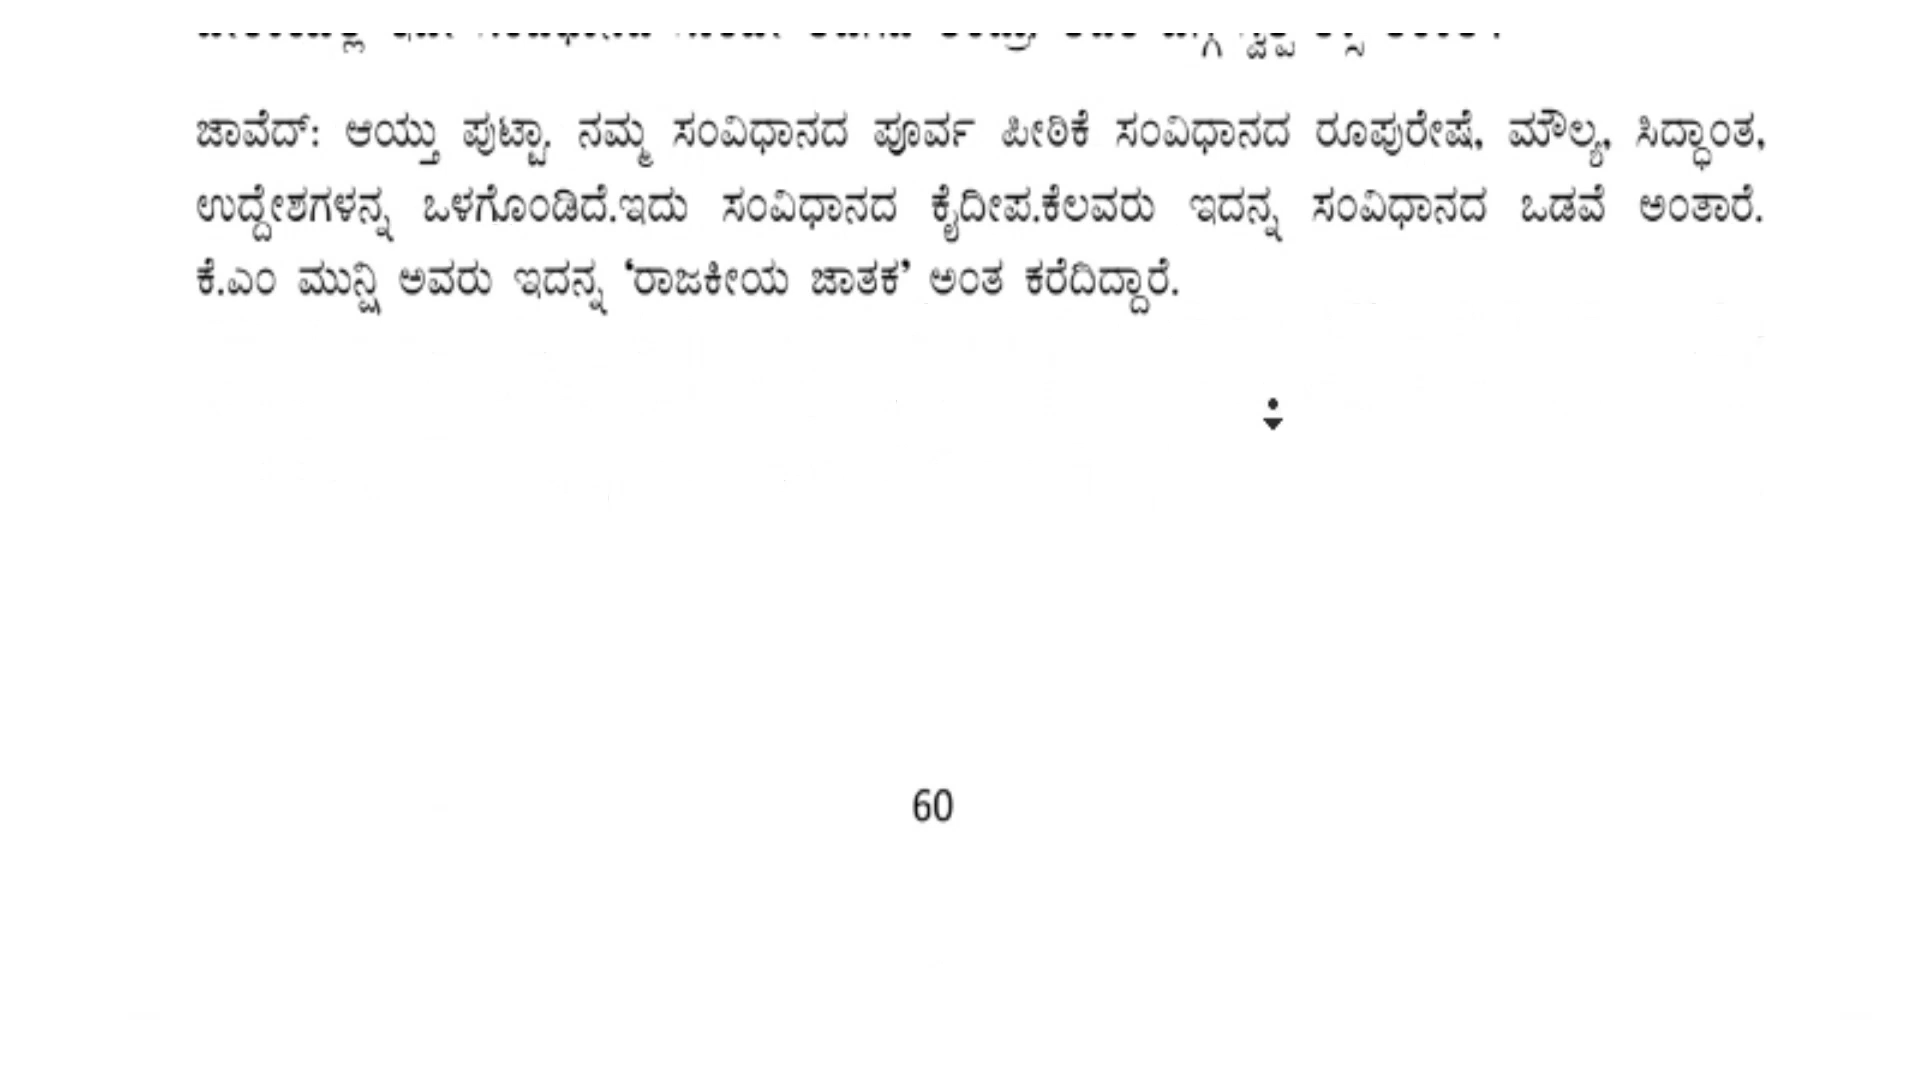 ಜಾವೆದ್: ಆಯ್ತು ಪುಟ್ಟಾ. ನಮ್ಮ ಸಂವಿಧಾನದ ಪೂರ್ವ ಪೀಠಿಕೆ ಸಂವಿಧಾನದ ರೂಪುರೇಷೆ, ಮೌಲ್ಯ, ಸಿದ್ಧಾಂತ,
ಉದ್ದೇಶಗಳನ್ನ ಒಳಗೊಂಡಿದೆ.ಇದು ಸಂವಿಧಾನದ ಕೈದೀಪ.ಕೆಲವರು ಇದನ್ನ ಸಂವಿಧಾನದ ಒಡವೆ ಅಂತಾರೆ.
ಕೆ.ಎಂ ಮುನ್ಷಿ ಅವರು ಇದನ್ನ ‘ರಾಜಕೀಯ ಜಾತಕ’ ಅಂತ ಕರೆದಿದ್ದಾರೆ.
60